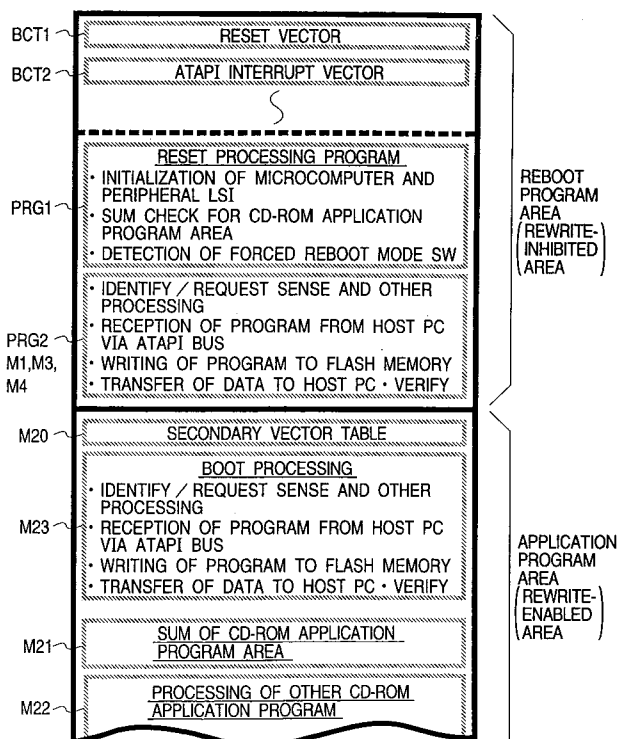 BCT1
RESET VECTOR
BCT2
ATAPI INTERRUPT VECTOR
PRG1
RESET PROCESSING PROGRAM
・INITIALIZATION OF MICROCOMPUTER AND
PERIPHERAL LSI
・SUM CHECK FOR CD-ROM APPLICATION
PROGRAM AREA
・DETECTION OF FORCED REBOOT MODE SW
REBOOT
PROGRAM
AREA
(REWRITE-
INHIBITED
AREA)
PRG2
M1,M3,
M4
・IDENTIFY / REQUEST SENSE AND OTHER
PROCESSING
・RECEPTION OF PROGRAM FROM HOST PC
VIA ATAPI BUS
・WRITING OF PROGRAM TO FLASH MEMORY
・TRANSFER OF DATA TO HOST PC・VERIFY
M20
SECONDARY VECTOR TABLE
M23
BOOT PROCESSING
・IDENTIFY / REQUEST SENSE AND OTHER
PROCESSING
・RECEPTION OF PROGRAM FROM HOST PC
VIA ATAPI BUS
・WRITING OF PROGRAM TO FLASH MEMORY
・TRANSFER OF DATA TO HOST PC・VERIFY
APPLICATION
PROGRAM
AREA
(REWRITE-
ENABLED
AREA)
M21
SUM OF CD-ROM APPLICATION
PROGRAM AREA
M22
PROCESSING OF OTHER CD-ROM
APPLICATION PROGRAM